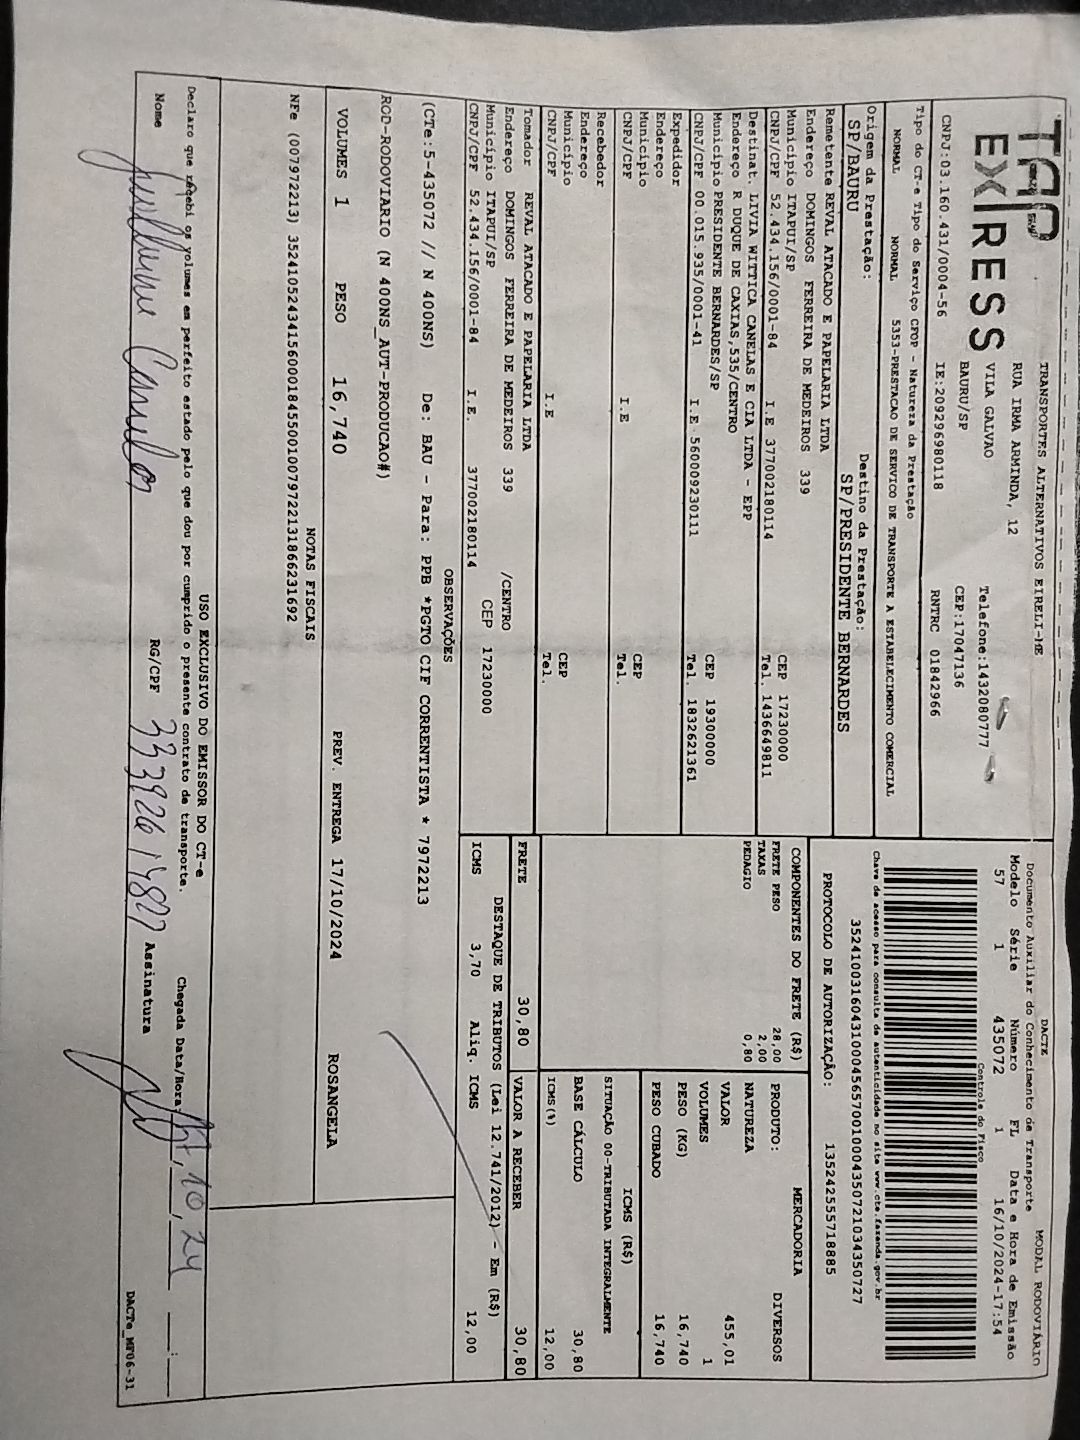 TAP
EXPRESS
TRANSPORTES ALTERNATIVOS EIRELI-ME
RUA IRMA ARMINDA, 12
VILA GALVAO
BAURU/SP
Telefone:1432080777
CEP:17047136
CNPJ:03.160.431/0004-56 IE:209296980118 RNTRC 01842966
DACTE MODAL RODOVIÁRIO
Documento Auxiliar do Conhecimento de Transporte
Modelo Série Número FL Data e Hora de Emissão
57 1 435072 1 16/10/2024-17:54
Controle do Fisco
Chave de acesso para consulta de autenticidade no site www.cte.fazenda.gov.br
PROTOCOLO DE AUTORIZAÇÃO: 135242555718885
Tipo do CT-e Tipo do Serviço CFOP - Natureza da Prestação
NORMAL NORMAL 5353-PRESTACAO DE SERVICO DE TRANSPORTE A ESTABELECIMENTO COMERCIAL
Origem da Prestação: Destino da Prestação:
SP/BAURU SP/PRESIDENTE BERNARDES
Remetente REVAL ATACADO E PAPELARIA LTDA
Endereço DOMINGOS FERREIRA DE MEDEIROS 339
Município ITAPUI/SP CEP 17230000
CNPJ/CPF 52.434.156/0001-84 I.E 377002180114 Tel. 1436649811
Destinat. LIVIA WITTICA CANELAS E CIA LTDA - EPP
Endereço R DUQUE DE CAXIAS,535/CENTRO
Município PRESIDENTE BERNARDES/SP CEP 19300000
CNPJ/CPF 00.015.935/0001-41 I.E 560009230111 Tel. 1832621361
Expedidor
Endereço
Município CEP
CNPJ/CPF I.E Tel.
Recebedor
Endereço
Município CEP
CNPJ/CPF I.E Tel.
Tomador REVAL ATACADO E PAPELARIA LTDA
Endereço DOMINGOS FERREIRA DE MEDEIROS 339 /CENTRO
Município ITAPUI/SP CEP 17230000
CNPJ/CPF 52.434.156/0001-84 I.E. 377002180114
COMPONENTES DO FRETE (R$)
FRETE PESO 28,00
TAXAS 2,00
PEDAGIO 0,80
MERCADORIA
PRODUTO: DIVERSOS
NATUREZA
VALOR 455,01
VOLUMES 1
PESO (KG) 16,740
PESO CUBADO 16,740
ICMS (R$)
SITUAÇÃO 00-TRIBUTADA INTEGRALMENTE
BASE CÁLCULO 30,80
ICMS(%) 12,00
FRETE 30,80 VALOR A RECEBER 30,80
DESTAQUE DE TRIBUTOS (Lei 12.741/2012) - Em (R$)
ICMS 3,70 Aliq. ICMS 12,00
OBSERVAÇÕES
(CTe:5-435072 // N 400NS) De: BAU - Para: PPB *PGTO CIF CORRENTISTA * 7972213
ROD-RODOVIARIO (N 400NS_AUT-PRODUCAO#)
VOLUMES 1 PESO 16,740 PREV. ENTREGA 17/10/2024 ROSANGELA
NOTAS FISCAIS
NFe (007972213) 35241052434156000184550010079722131866231692
USO EXCLUSIVO DO EMISSOR DO CT-e
Declaro que recebi os volumes em perfeito estado pelo que dou por cumprido o presente contrato de transporte.
Chegada Data/Hora: 17/10/24
Nome Guilherme RG/CPF Assinatura
DACTe_MF06-31